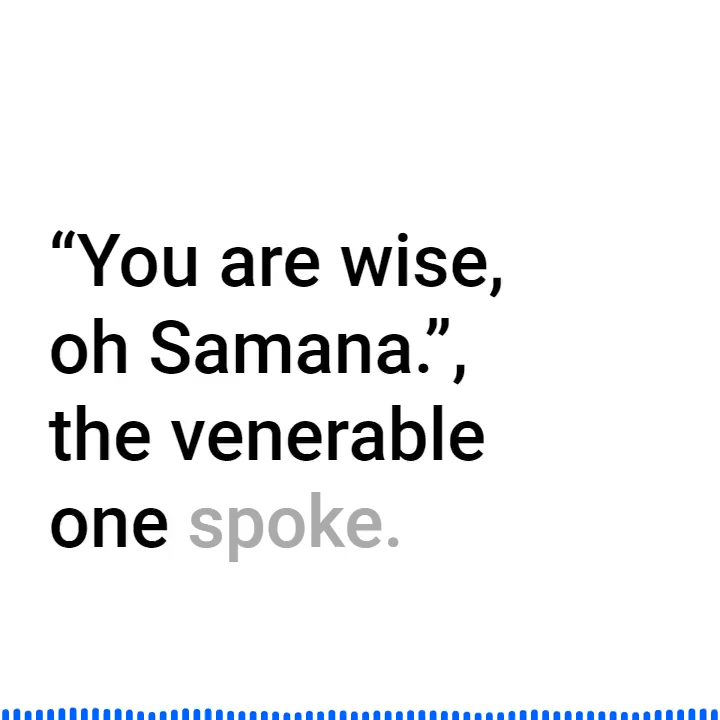 “You are wise,
oh Samana.”,
the venerable
one spoke.